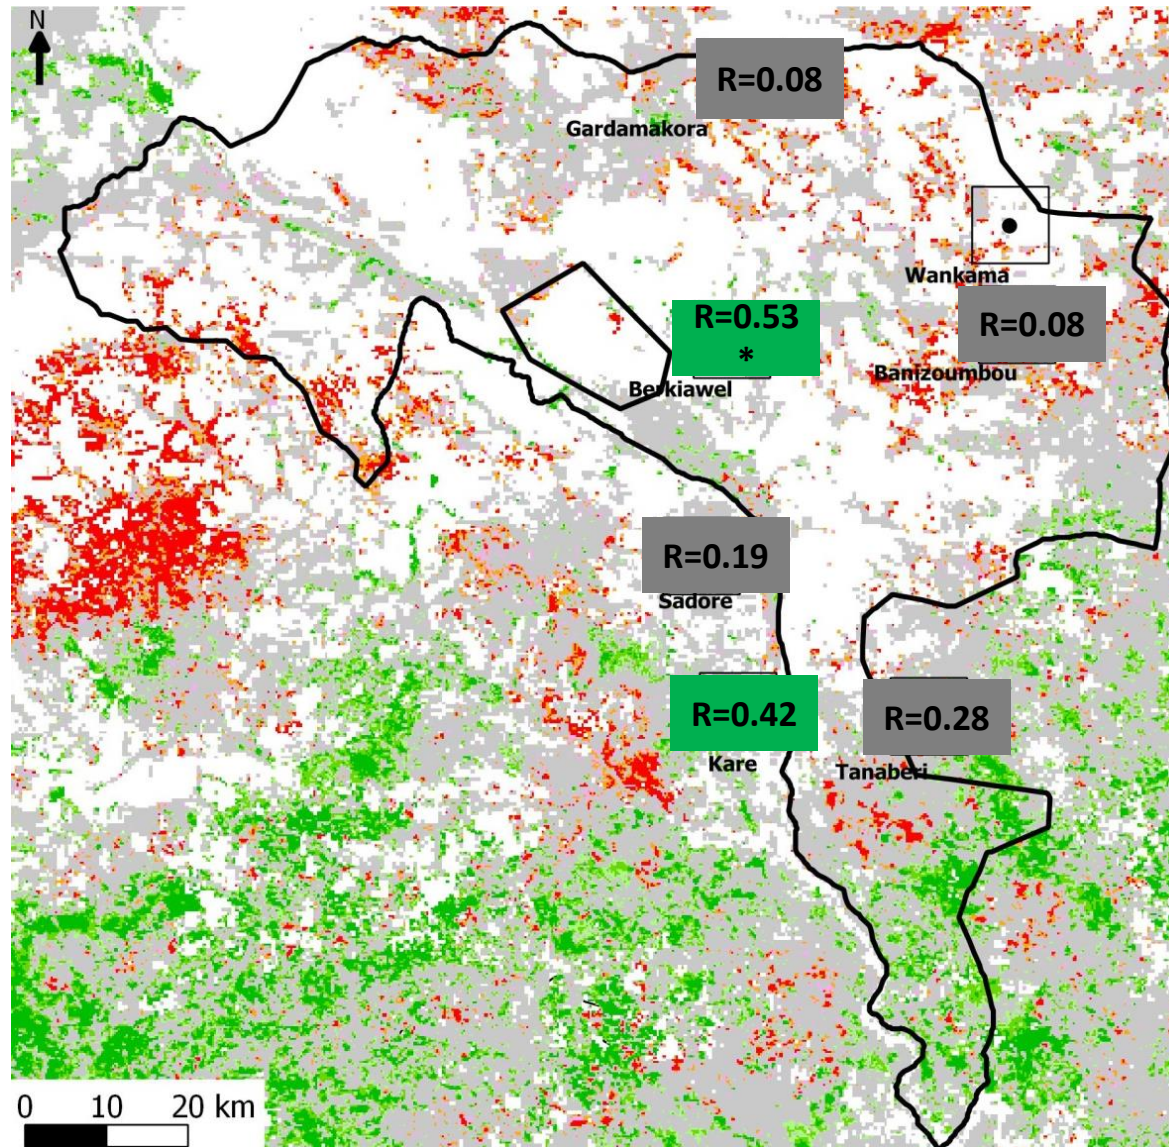 N
R=0.08
Gardamakora
Wankama
R=0.53
*
R=0.08
Banizoumbou
Berkiawel
R=0.19
Sadore
R=0.42
R=0.28
Kare
Tanaberi
0 10 20 km